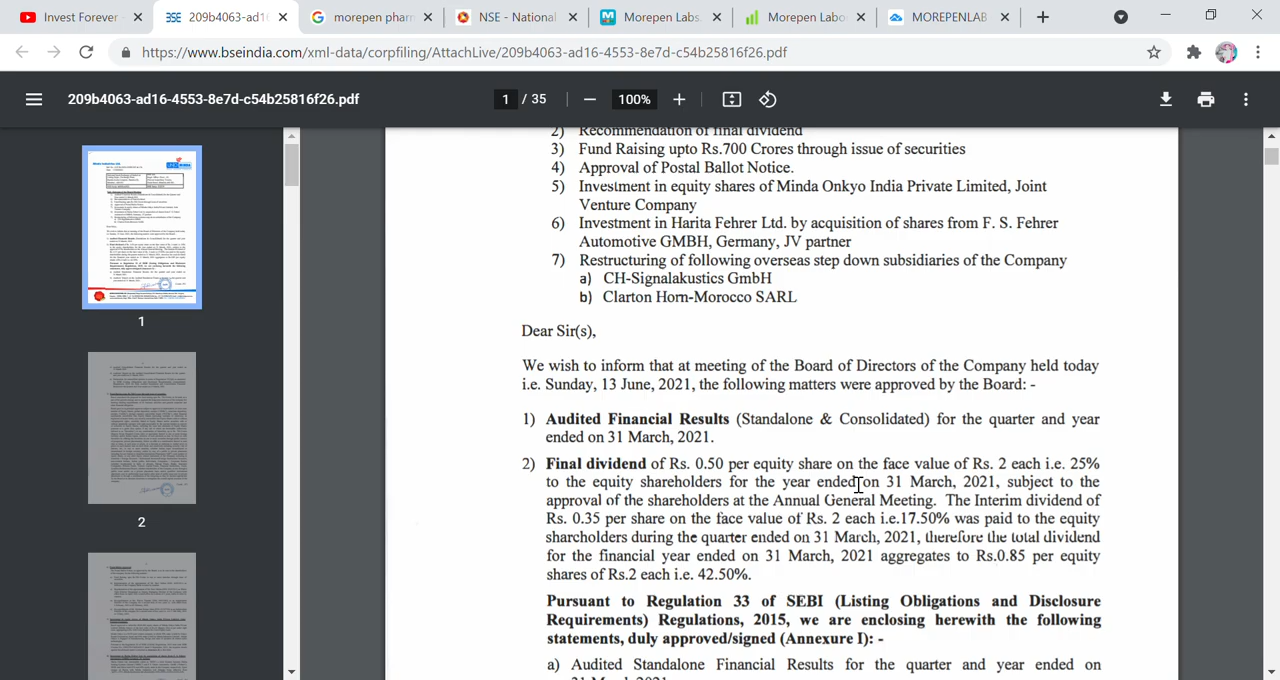 Invest Forever -
209b4063-ad16
morepen pharm
NSE - National
Morepen Labs.
Morepen Labo
MOREPENLAB
https://www.bseindia.com/xml-data/corpfiling/AttachLive/209b4063-ad16-4553-8e7d-c54b25816f26.pdf
209b4063-ad16-4553-8e7d-c54b25816f26.pdf
1 / 35
100%
2) Recommendation of final dividend
3) Fund Raising upto Rs.700 Crores through issue of securities
4) Approval of Postal Ballot Notice.
5) Investment in equity shares of Minda Kyoraku India Private Limited, Joint
Venture Company
6) Investment in Harita Fehrer Ltd. by acquisition of shares from F. S. Fehrer
Automotive GMBH, Germany, JV partner
7) Restructuring of following overseas step down subsidiaries of the Company
a) CH-Signalakustics GmbH
b) Clarton Horn-Morocco SARL
Dear Sir(s),
We wish to inform that at meeting of the Board of Directors of the Company held today
i.e. Sunday, 13 June, 2021, the following matters were approved by the Board: -
1) Audited Financial Results (Standalone & Consolidated) for the quarter and year
ended on 31 March, 2021.
2) Final Dividend of Rs. 0.50 per equity share of the face value of Rs. 2 each i.e. 25%
to the equity shareholders for the year ended on 31 March, 2021, subject to the
approval of the shareholders at the Annual General Meeting. The Interim dividend of
Rs. 0.35 per share on the face value of Rs. 2 each i.e.17.50% was paid to the equity
shareholders during the quarter ended on 31 March, 2021, therefore the total dividend
for the financial year ended on 31 March, 2021 aggregates to Rs.0.85 per equity
shares of Rs.2 each i.e. 42.50%.
Pursuant to Regulation 33 of SEBI (Listing Obligations and Disclosure
Requirements) Regulations, 2015, we are enclosing herewith the following
duly approved signed (Annexure I): -
a) Audited Standalone Financial Results for the quarter and year ended on
31 March, 2021
1
2